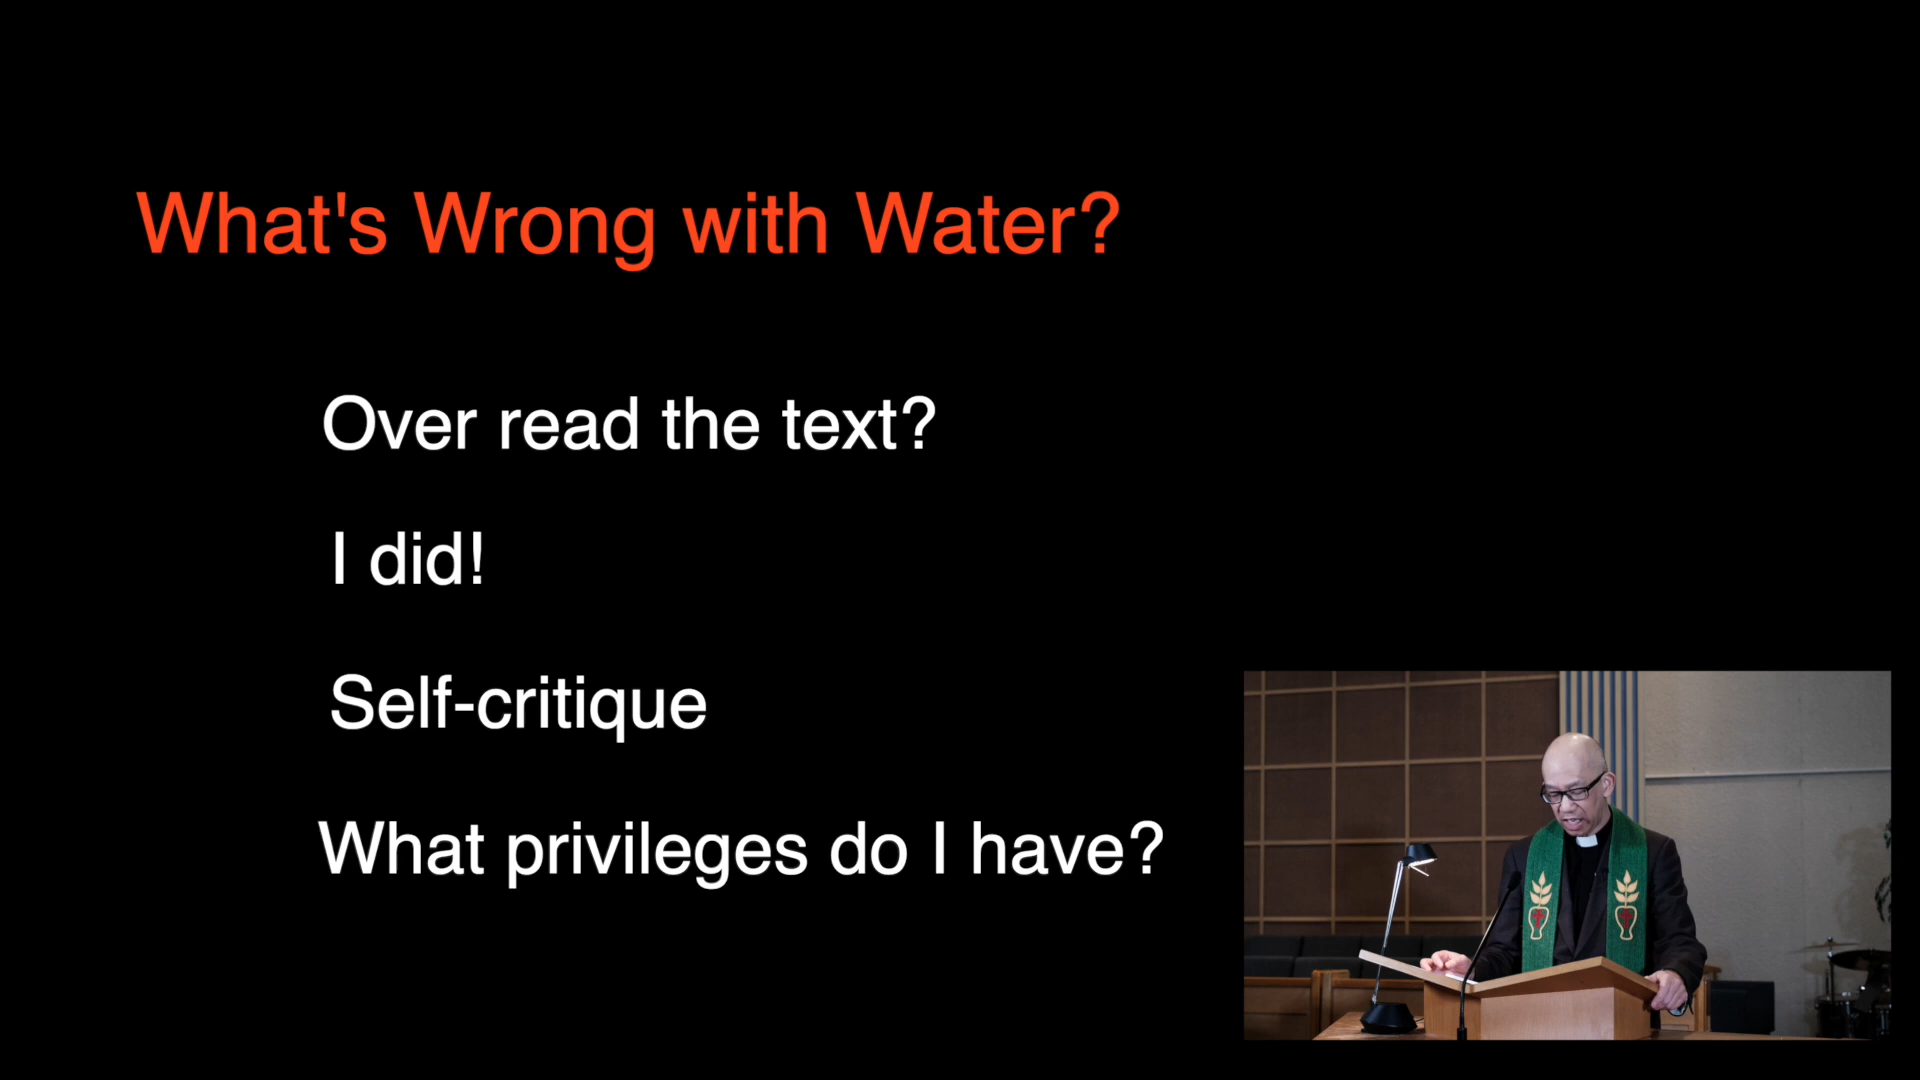 What's Wrong with Water?
Over read the text?
I did!
Self-critique
What privileges do I have?